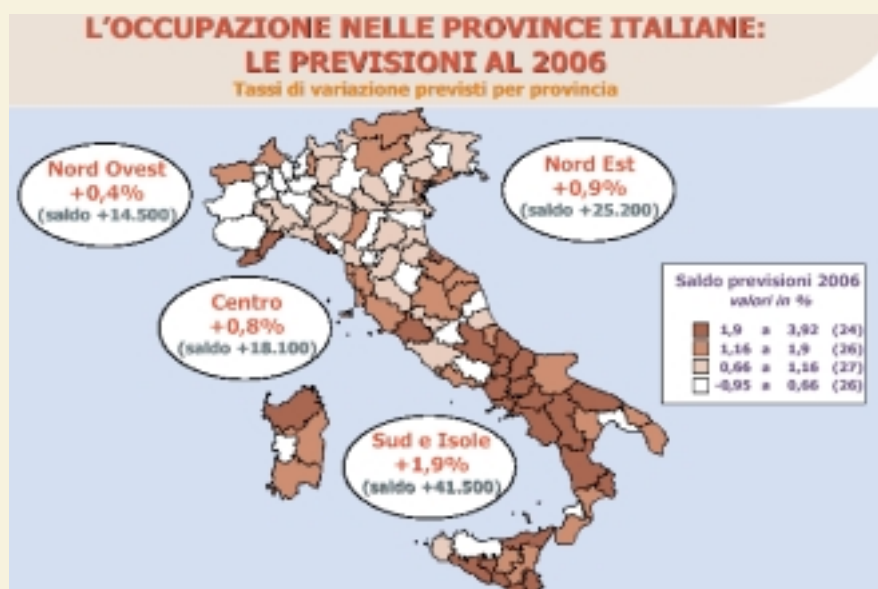 L'OCCUPAZIONE NELLE PROVINCE ITALIANE:
LE PREVISIONI AL 2006
Tassi di variazione previsti per provincia
Nord Ovest
+0,4%
(saldo +14.500)
Nord Est
+0,9%
(saldo +25.200)
Centro
+0,8%
(saldo +18.100)
Sud e Isole
+1,9%
(saldo +41.500)
Saldo previsioni 2006
valori in %
1,9 a 3,92 (24)
1,16 a 1,9 (26)
0,66 a 1,16 (27)
-0,95 a 0,66 (26)